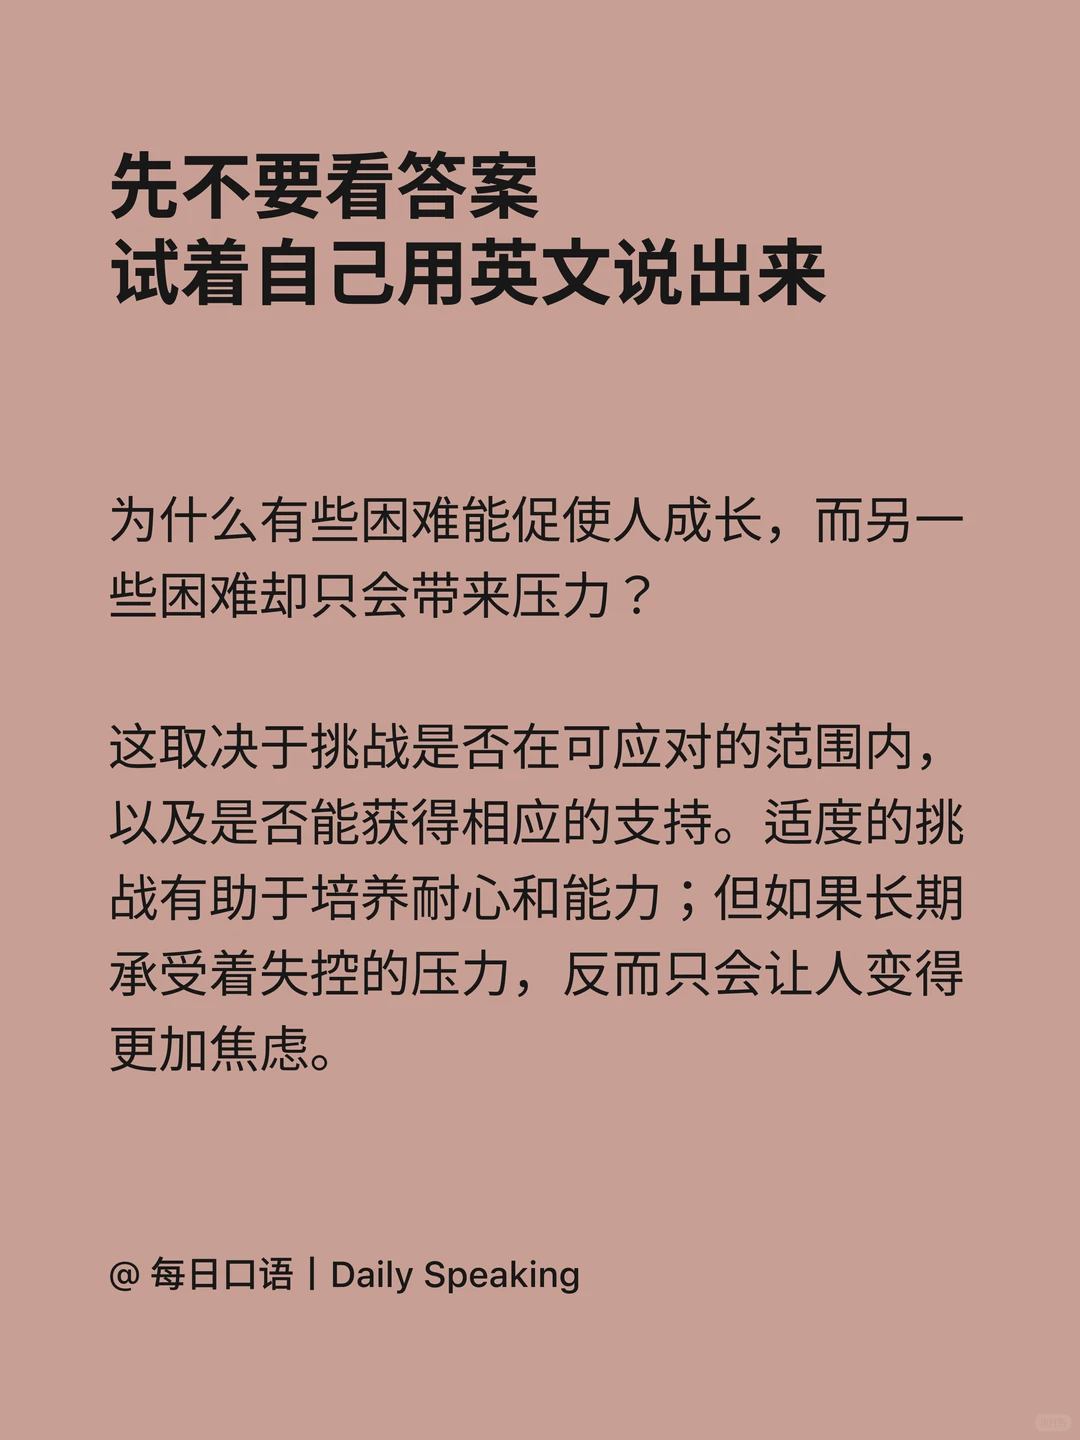 先不要看答案
试着自己用英文说出来
为什么有些困难能促使人成长，而另一
些困难却只会带来压力？
这取决于挑战是否在可应对的范围内，
以及是否能获得相应的支持。适度的挑
战有助于培养耐心和能力；但如果长期
承受着失控的压力，反而只会让人变得
更加焦虑。
@ 每日口语丨Daily Speaking